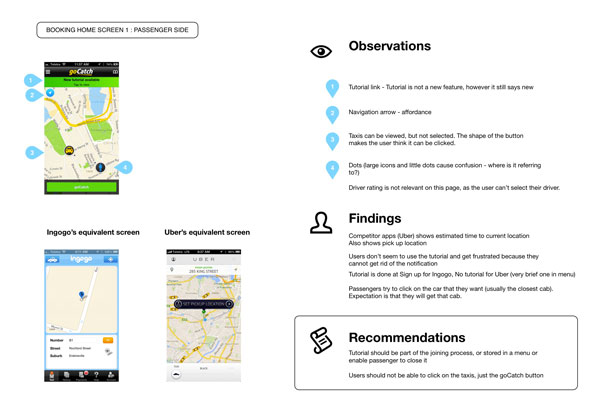 BOOKING HOME SCREEN 1 : PASSENGER SIDE
11:07 AM
goCatch
New tutorial available
Tap to view
1
2
3
4
goCatch
Ingogo's equivalent screen
Uber's equivalent screen
ingogo
Number 81
Street
Suburb
UBER
285 KING STREET
SET PICKUP LOCATION
BLACK
Observations
1 Tutorial link - Tutorial is not a new feature, however it still says new
2 Navigation arrow - affordance
3 Taxis can be viewed, but not selected. The shape of the button
makes the user think it can be clicked.
4 Dots (large icons and little dots cause confusion - where is it referring
to?)
Driver rating is not relevant on this page, as the user can't select their driver.
Findings
Competitor apps (Uber) shows estimated time to current location
Also shows pick up location
Users don't seem to use the tutorial and get frustrated because they
cannot get rid of the notification
Tutorial is done at Sign up for Ingogo, No tutorial for Uber (very brief one in menu)
Passengers try to click on the car that they want (usually the closest cab).
Expectation is that they will get that cab.
Recommendations
Tutorial should be part of the joining process, or stored in a menu or
enable passenger to close it
Users should not be able to click on the taxis, just the goCatch button